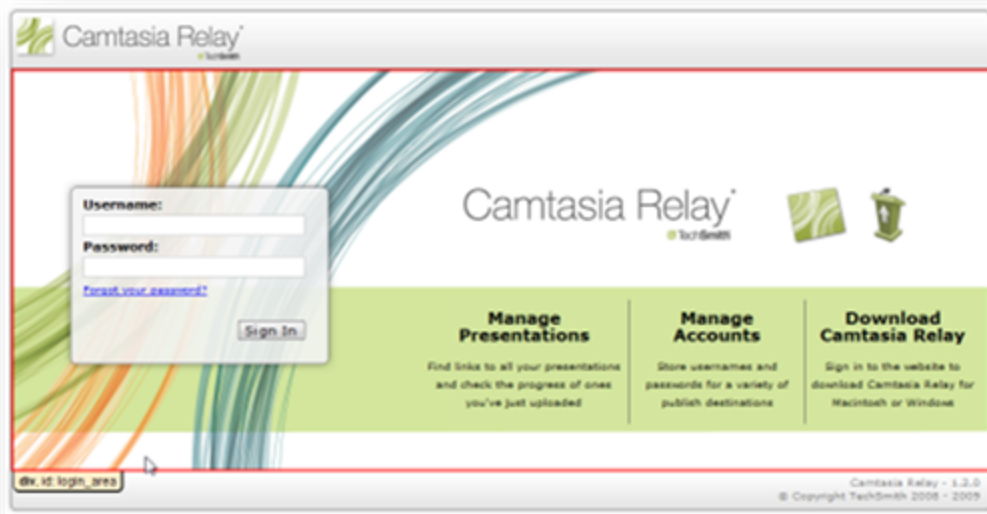 Camtasia Relay
TechSmith
Username:
Password:
Forgot your password?
Sign In
Camtasia Relay
TechSmith
Manage
Presentations
Find links to all your presentations
and check the progress of ones
you've just uploaded
Manage
Accounts
Store usernames and
passwords for a variety of
publish destinations
Download
Camtasia Relay
Sign in to the website to
download Camtasia Relay for
Macintosh or Windows
div, id: login_area
Camtasia Relay - 1.2.0
© Copyright TechSmith 2008 - 2009